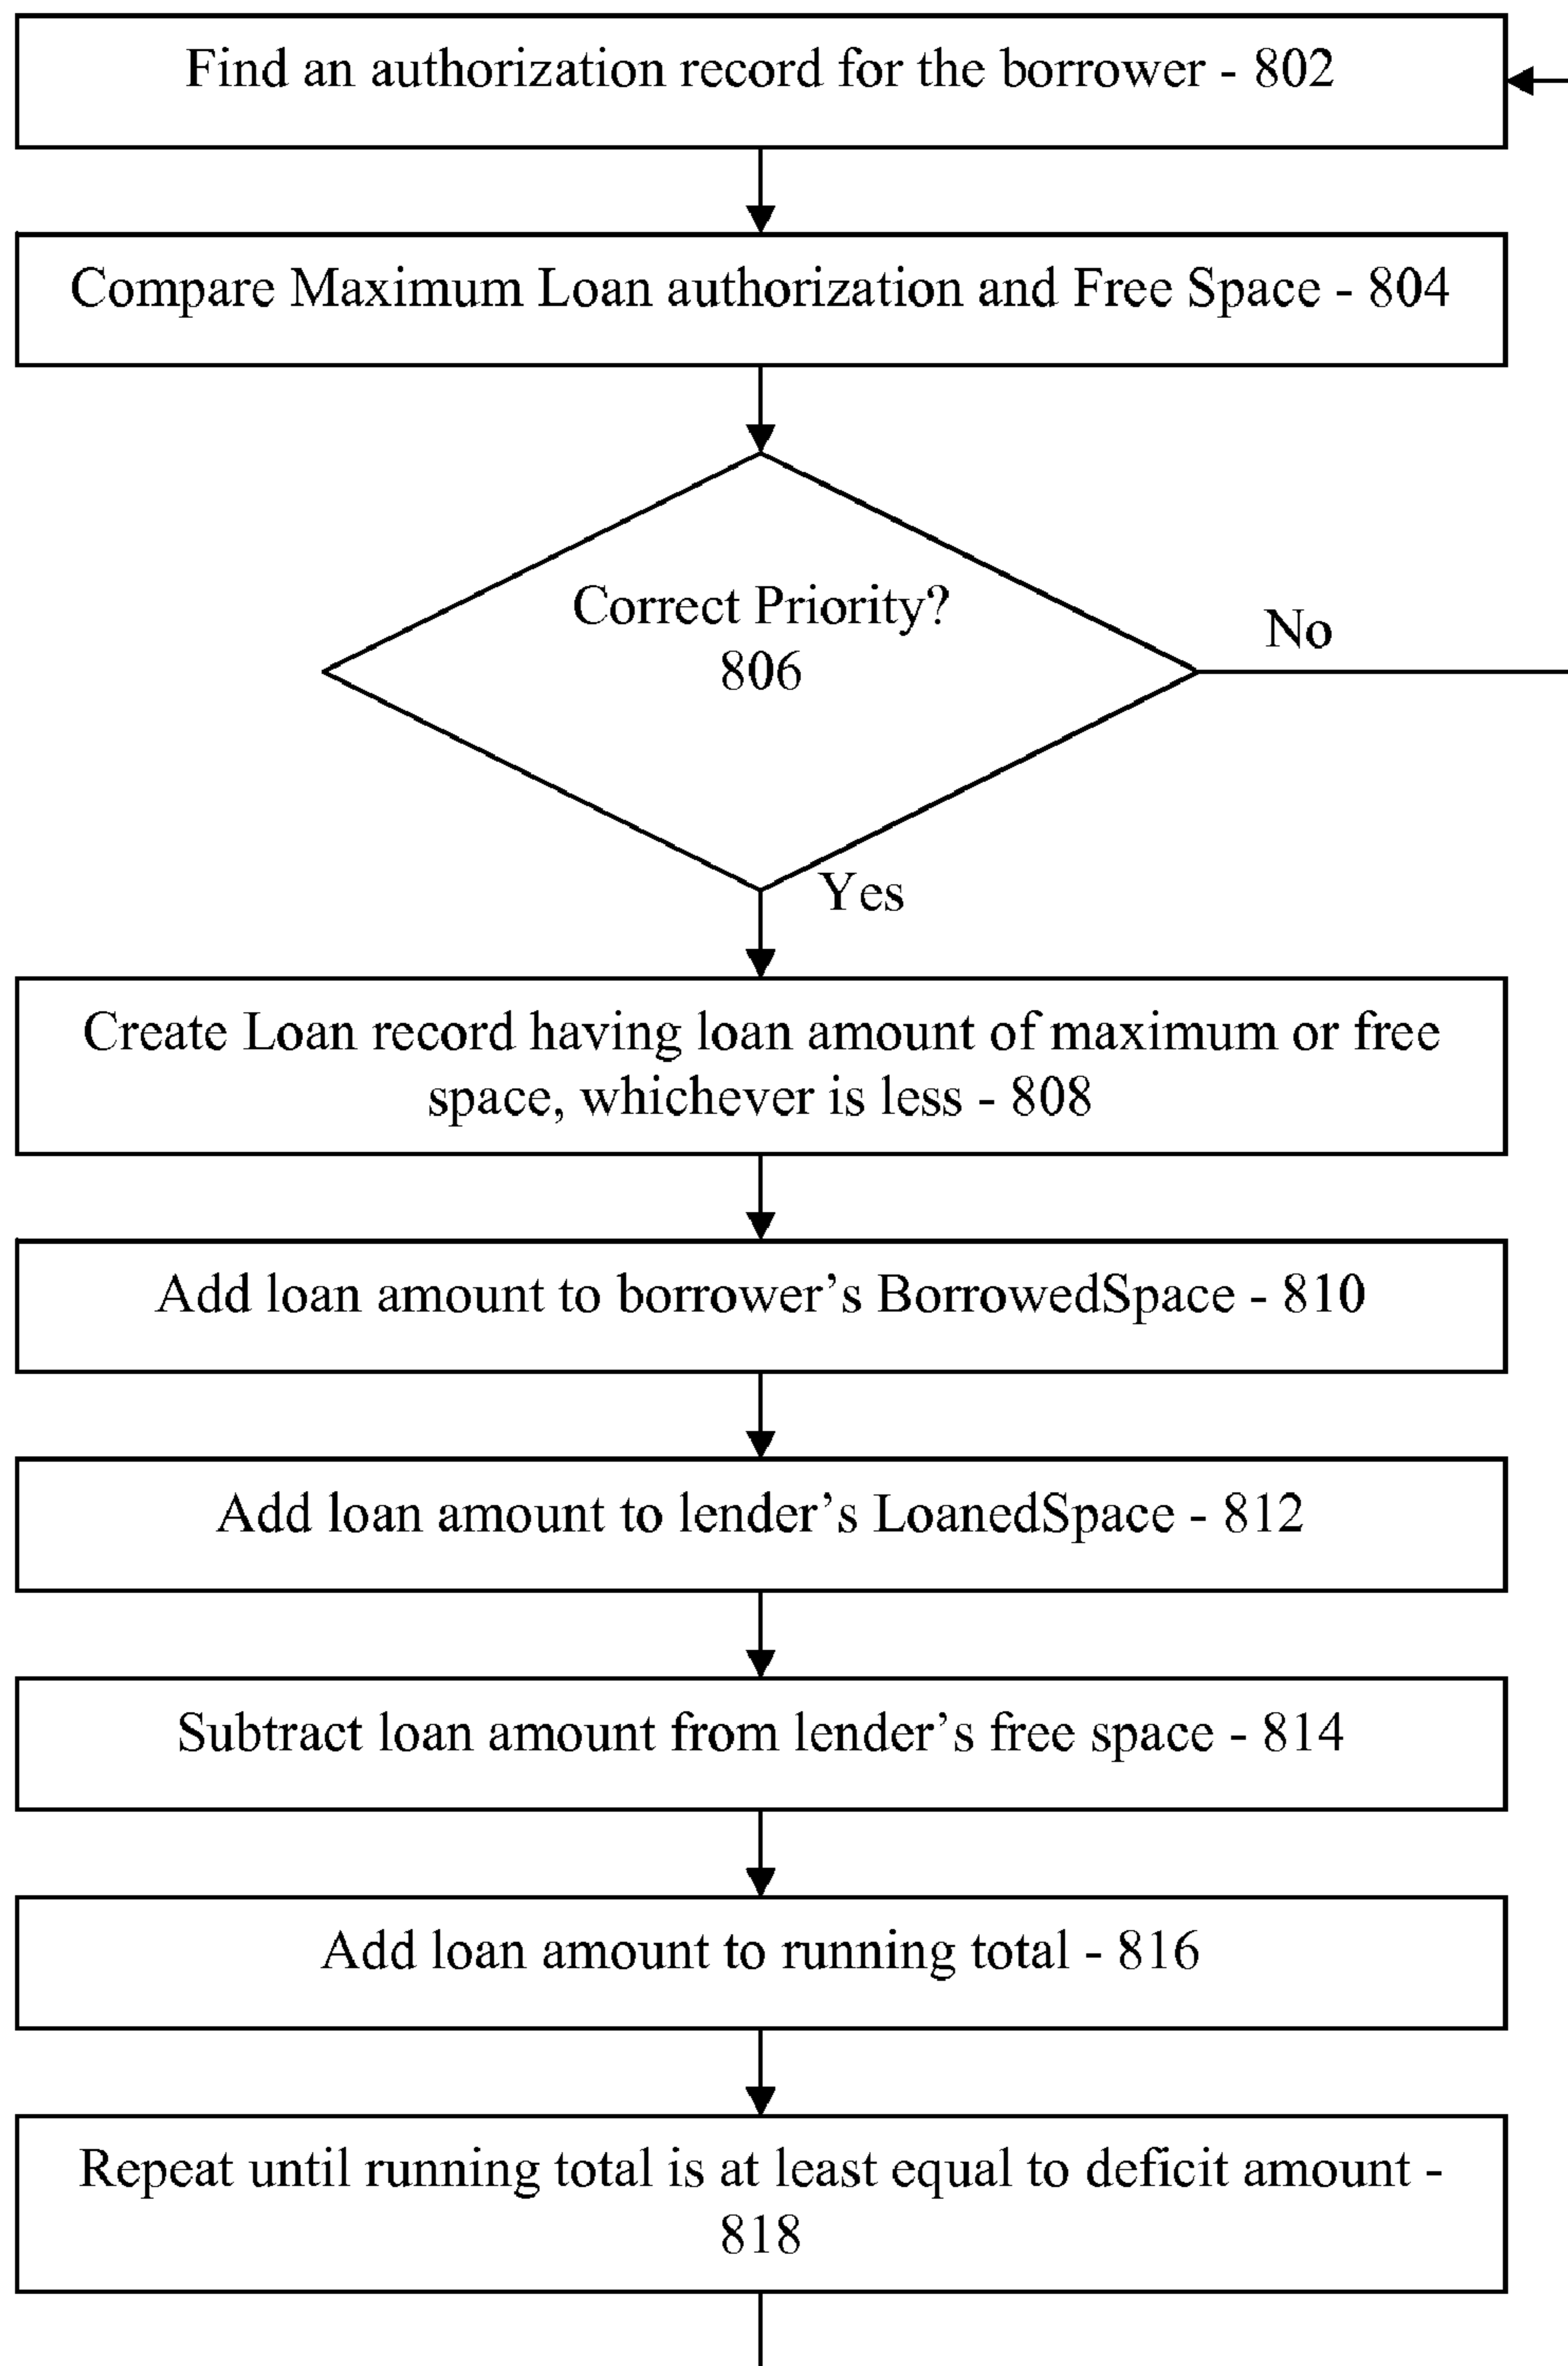 Find an authorization record for the borrower - 802
Compare Maximum Loan authorization and Free Space - 804
Correct Priority?
806
No
Yes
Create Loan record having loan amount of maximum or free
space, whichever is less - 808
Add loan amount to borrower’s BorrowedSpace - 810
Add loan amount to lender’s LoanedSpace - 812
Subtract loan amount from lender’s free space - 814
Add loan amount to running total - 816
Repeat until running total is at least equal to deficit amount -
818